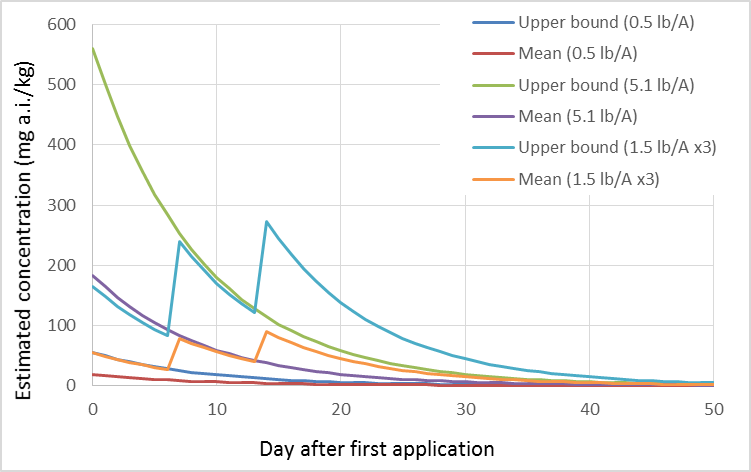 600
500
400
300
200
100
0
Estimated concentration (mg a.i./kg)
Upper bound (0.5 lb/A)
Mean (0.5 lb/A)
Upper bound (5.1 lb/A)
Mean (5.1 lb/A)
Upper bound (1.5 lb/A x3)
Mean (1.5 lb/A x3)
0 10 20 30 40 50
Day after first application